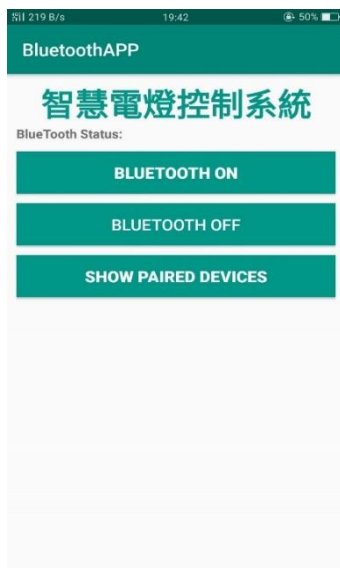 219 B/s 19:42 50%
BluetoothAPP
智慧電燈控制系統
BlueTooth Status:
BLUETOOTH ON
BLUETOOTH OFF
SHOW PAIRED DEVICES